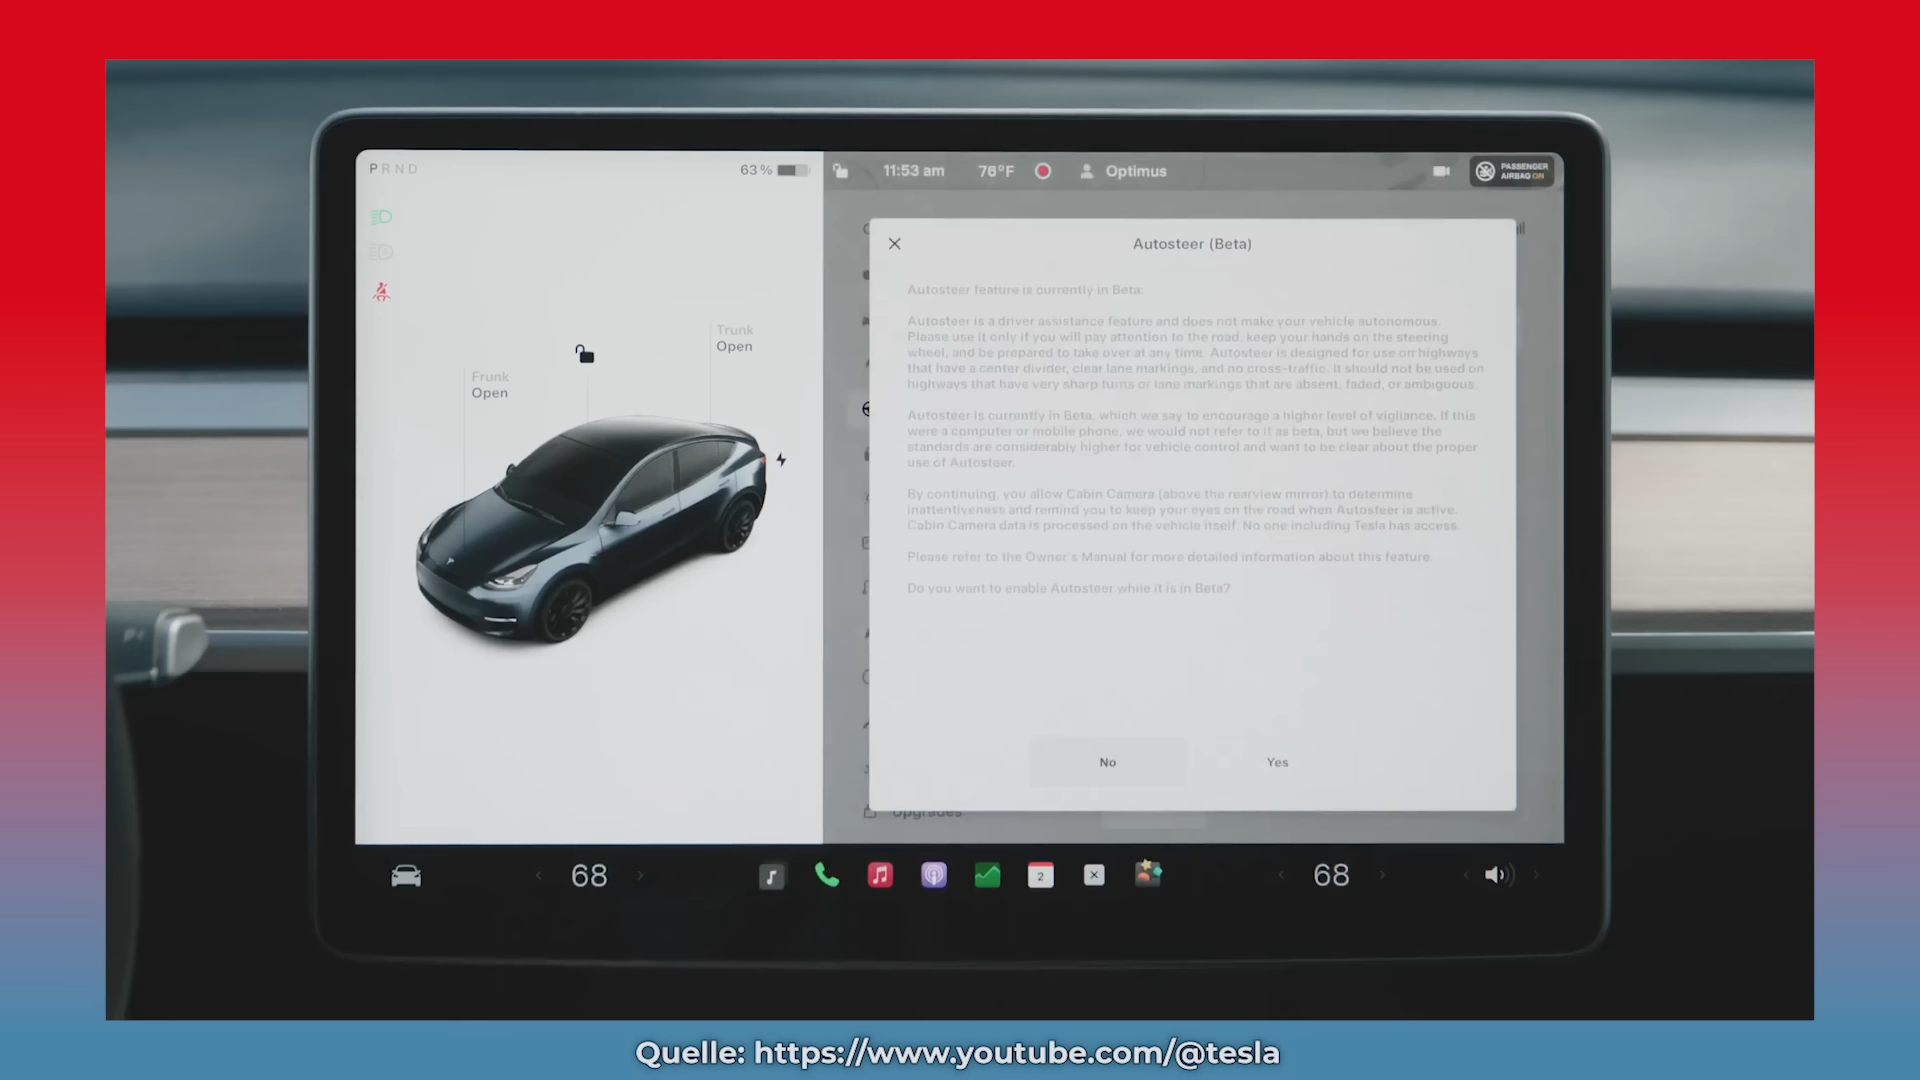 PRND
63 %
11:53 am
76°F
Optimus
PASSENGER
AIRBAG ON
Trunk
Open
Frunk
Open
Autosteer (Beta)
Autosteer feature is currently in Beta.
Autosteer is a driver assistance feature and does not make your vehicle autonomous.
Please use it only if you will pay attention to the road, keep your hands on the steering
wheel, and be prepared to take over at any time. Autosteer is designed for use on highways
that have a center divider, clear lane markings, and no cross-traffic. It should not be used on
highways that have very sharp turns or lane markings that are absent, faded, or ambiguous.
Autosteer is currently in Beta, which we say to encourage a higher level of vigilance. If this
were a computer or mobile phone, we would not refer to it as beta, but we believe the
standards are considerably higher for vehicle control and want to be clear about the proper
use of Autosteer.
By continuing, you allow Cabin Camera (above the rearview mirror) to determine
inattentiveness and remind you to keep your eyes on the road when Autosteer is active.
Cabin Camera data is processed on the vehicle itself. No one including Tesla has access.
Please refer to the Owner's Manual for more detailed information about this feature.
Do you want to enable Autosteer while it is in Beta?
No
Yes
Upgrades
68
2
68
Quelle: https://www.youtube.com/@tesla